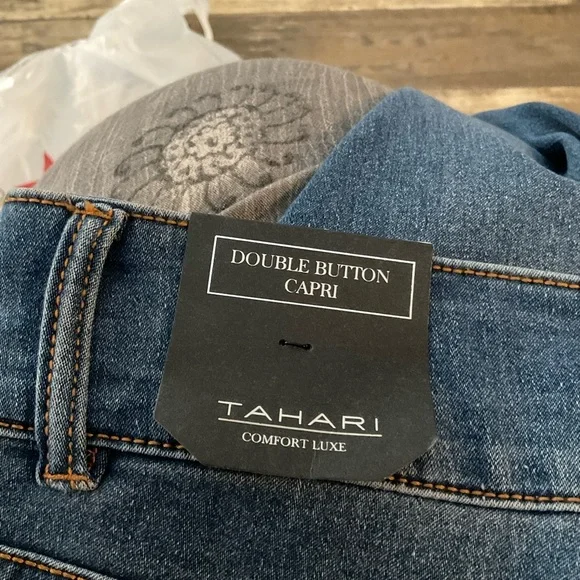 DOUBLE BUTTON
CAPRI
TAHARI
COMFORT LUXE